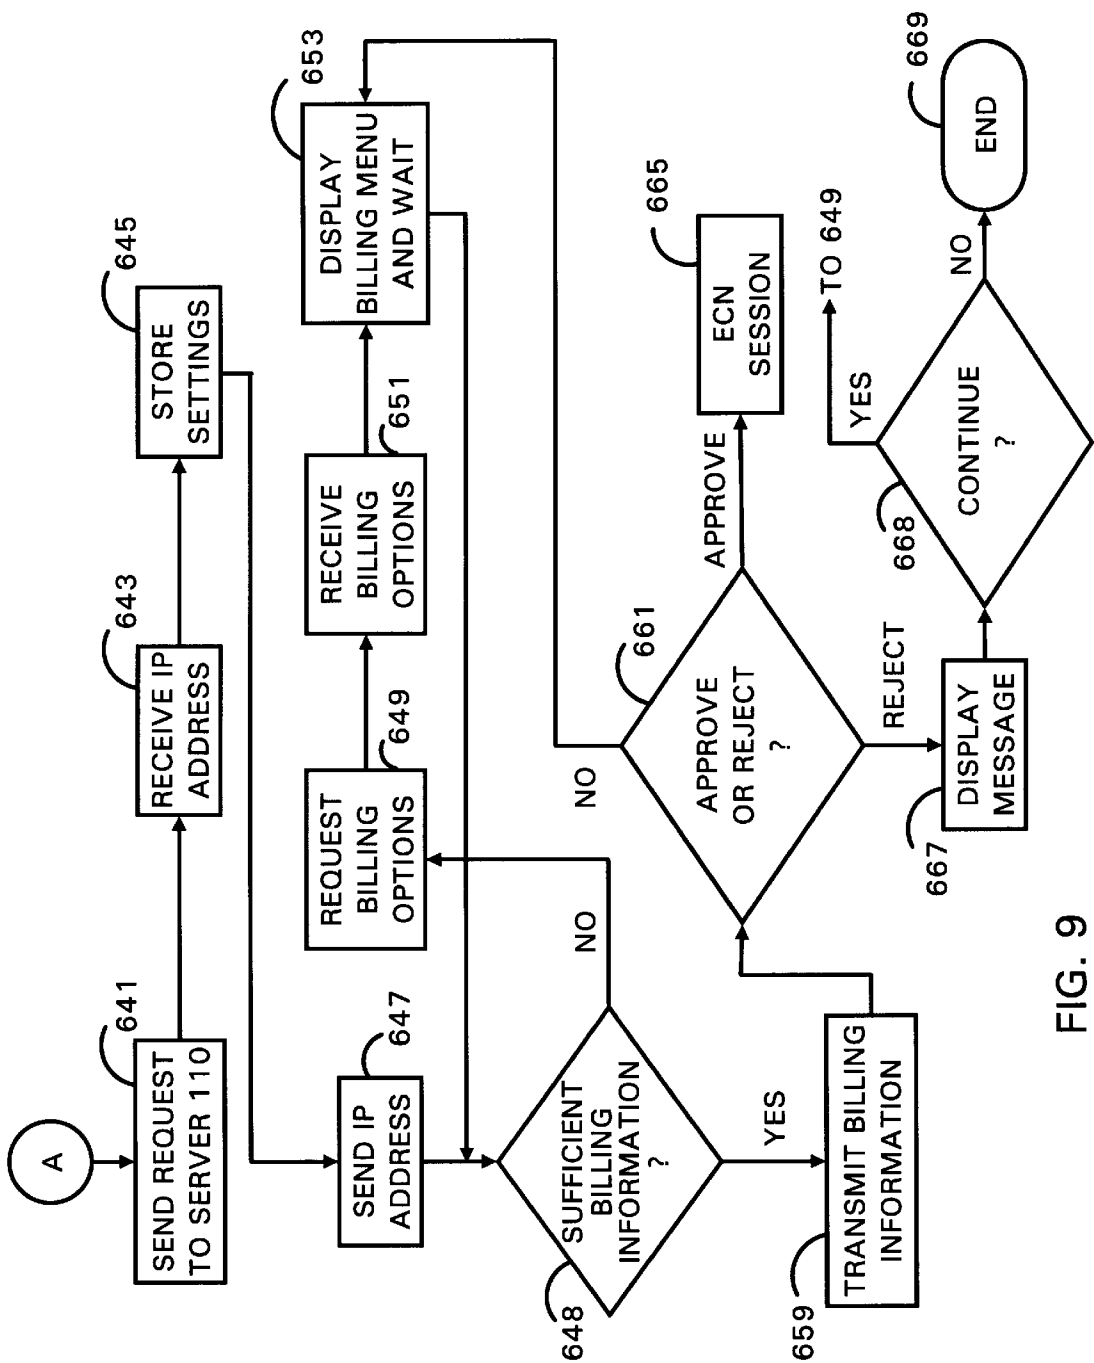 A
641
SEND REQUEST
TO SERVER 110
643
RECEIVE IP
ADDRESS
645
STORE
SETTINGS
647
SEND IP
ADDRESS
649
REQUEST
BILLING
OPTIONS
651
RECEIVE
BILLING
OPTIONS
653
DISPLAY
BILLING MENU
AND WAIT
648
SUFFICIENT
BILLING
INFORMATION
?
NO
YES
659
TRANSMIT BILLING
INFORMATION
661
APPROVE
OR REJECT
?
NO
APPROVE
REJECT
665
ECN
SESSION
667
DISPLAY
MESSAGE
668
CONTINUE
?
YES
TO 649
NO
669
END
FIG. 9